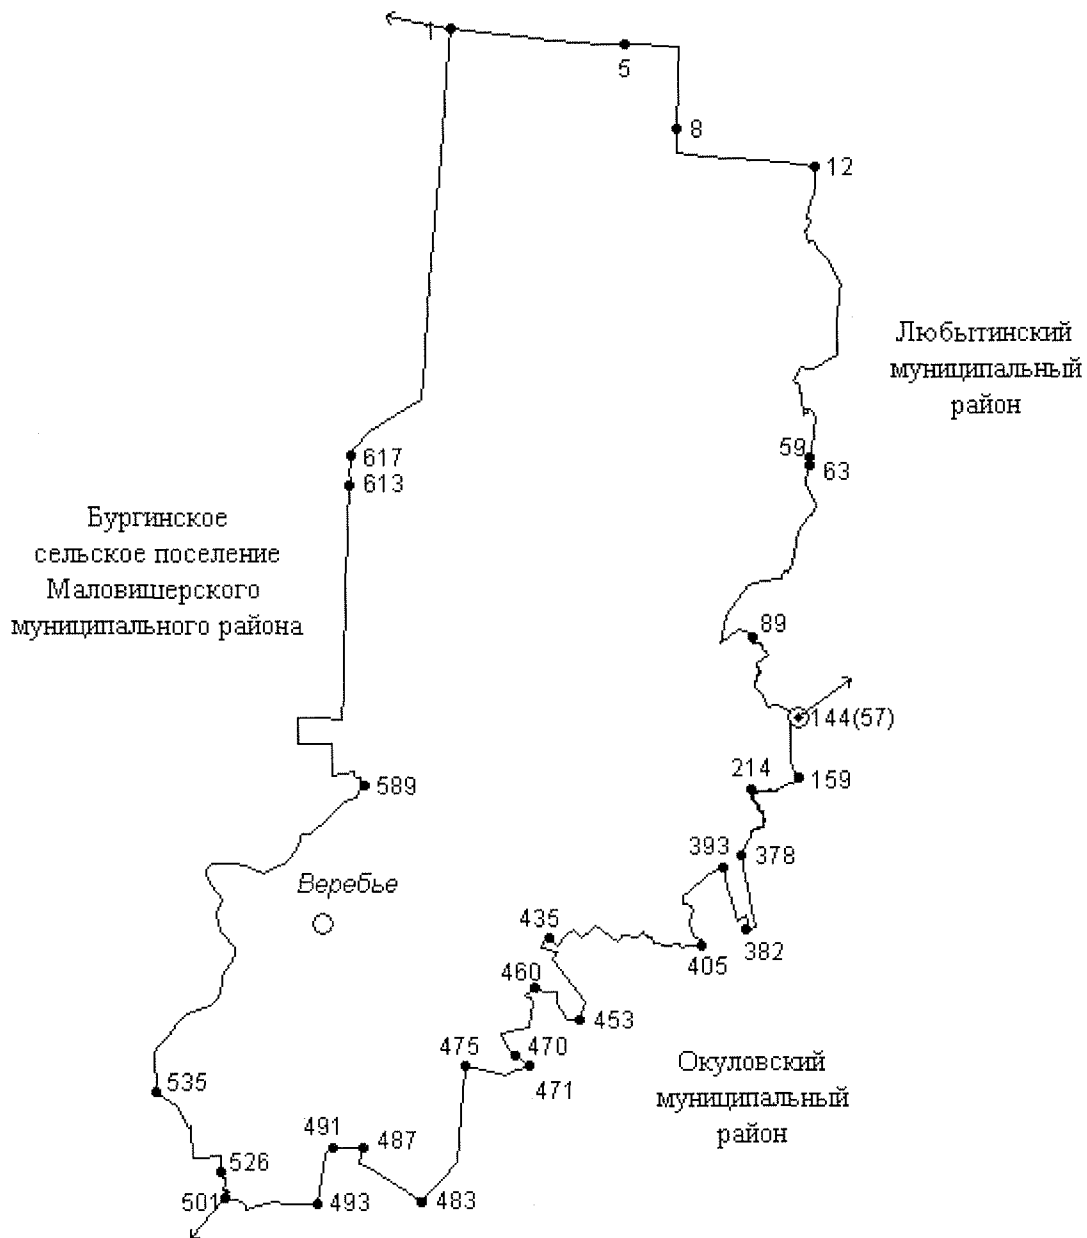 1
5
8
12
Любытинский
муниципальный
район
59
63
617
613
Бургинское
сельское поселение
Маловишерского
муниципального района
89
144(57)
159
214
589
393
378
Веребье
435
382
405
460
453
475
470
471
Окуловский
муниципальный
район
535
491
487
526
501
493
483